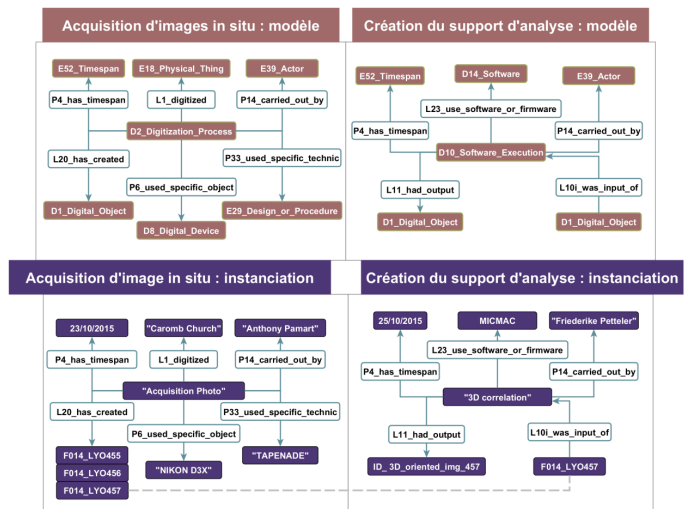 Acquisition d'images in situ : modèle
E52_Timespan
E18_Physical_Thing
E39_Actor
P4_has_timespan
L1_digitized
P14_carried_out_by
D2_Digitization_Process
L20_has_created
P33_used_specific_technic
P6_used_specific_object
D1_Digital_Object
E29_Design_or_Procedure
D8_Digital_Device
Création du support d'analyse : modèle
E52_Timespan
D14_Software
E39_Actor
L23_use_software_or_firmware
P4_has_timespan
P14_carried_out_by
D10_Software_Execution
L11_had_output
L10i_was_input_of
D1_Digital_Object
D1_Digital_Object
Acquisition d'image in situ : instanciation
23/10/2015
"Caromb Church"
"Anthony Pamart"
P4_has_timespan
L1_digitized
P14_carried_out_by
"Acquisition Photo"
L20_has_created
P33_used_specific_technic
P6_used_specific_object
F014_LYO455
"TAPENADE"
F014_LYO456
"NIKON D3X"
F014_LYO457
Création du support d'analyse : instanciation
25/10/2015
MICMAC
"Friederike Petteler"
L23_use_software_or_firmware
P4_has_timespan
P14_carried_out_by
"3D correlation"
L11_had_output
L10i_was_input_of
ID_ 3D_oriented_img_457
F014_LYO457